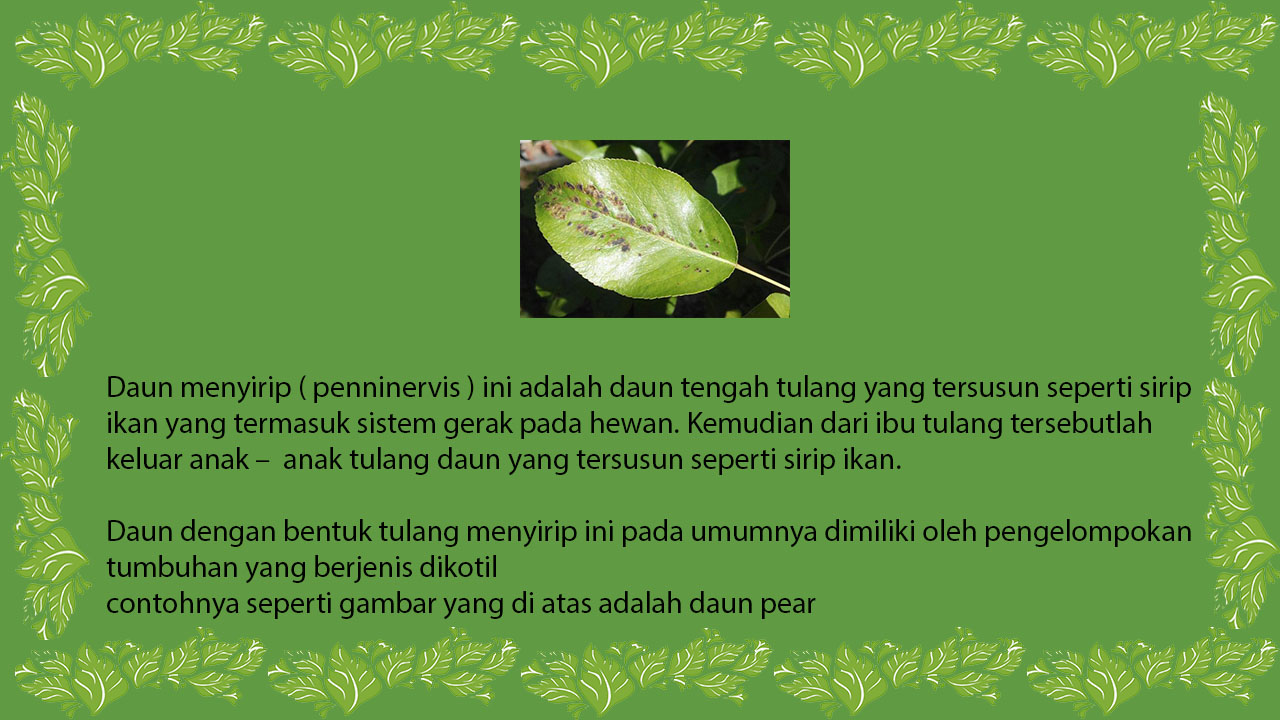 Daun menyirip ( penninervis ) ini adalah daun tengah tulang yang tersusun seperti sirip
ikan yang termasuk sistem gerak pada hewan. Kemudian dari ibu tulang tersebutlah
keluar anak –  anak tulang daun yang tersusun seperti sirip ikan.
Daun dengan bentuk tulang menyirip ini pada umumnya dimiliki oleh pengelompokan
tumbuhan yang berjenis dikotil
contohnya seperti gambar yang di atas adalah daun pear